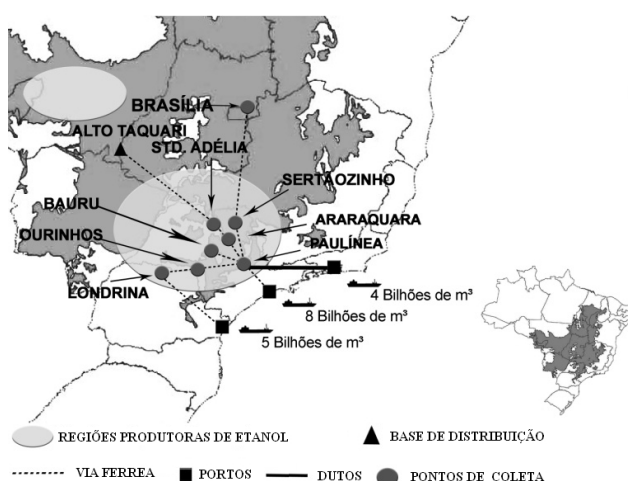 BRASÍLIA
ALTO TAQUARI
STD. ADÉLIA
SERTÃOZINHO
BAURU
ARARAQUARA
OURINHOS
PAULÍNEA
LONDRINA
4 Bilhões de m³
8 Bilhões de m³
5 Bilhões de m³
REGIÕES PRODUTORAS DE ETANOL
BASE DE DISTRIBUIÇÃO
VIA FERREA
PORTOS
DUTOS
PONTOS DE COLETA